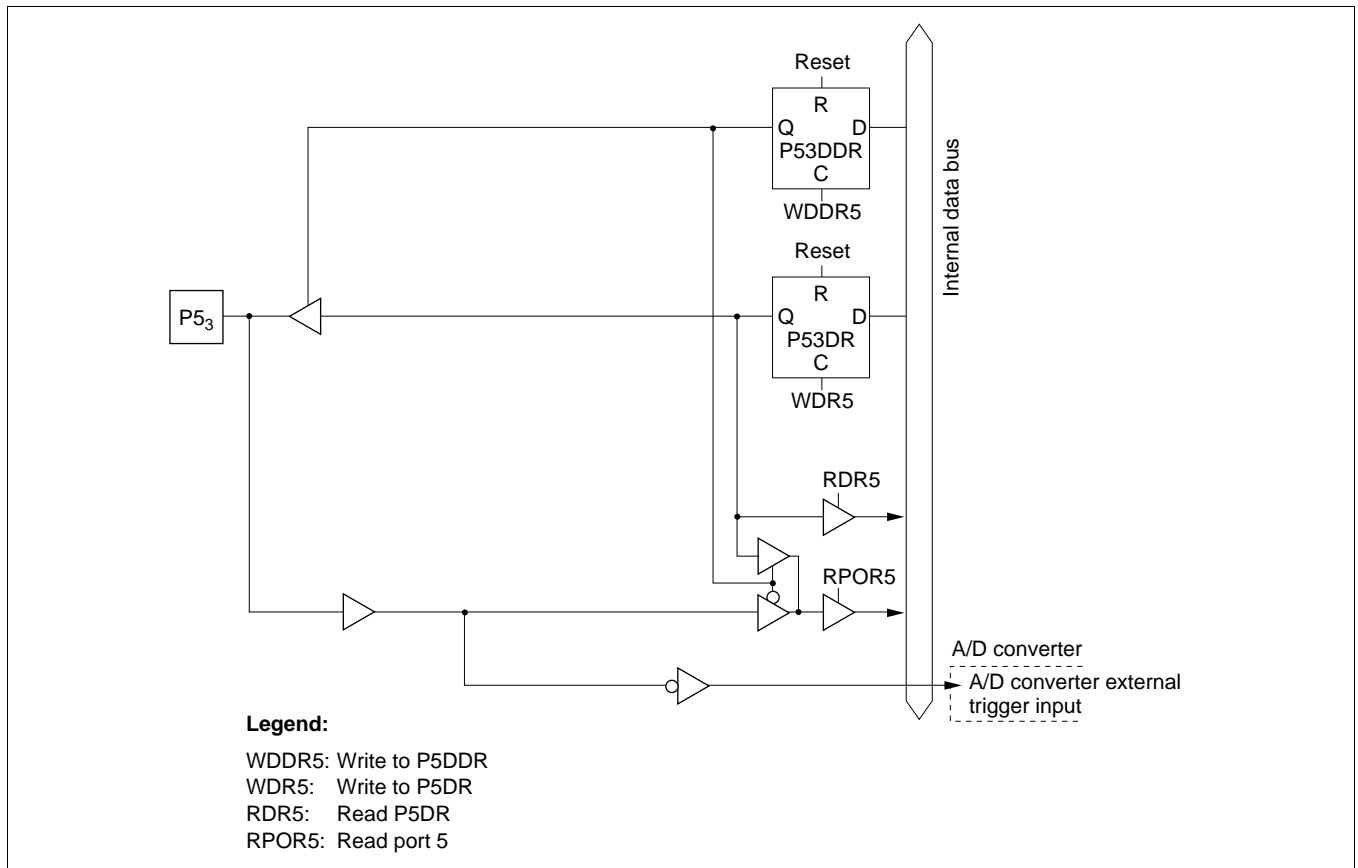 Reset
R
Q D
P53DDR
C
WDDR5
Internal data bus
Reset
R
P5₃
Q D
P53DR
C
WDR5
RDR5
RPOR5
A/D converter
A/D converter external
trigger input
Legend:
WDDR5: Write to P5DDR
WDR5: Write to P5DR
RDR5: Read P5DR
RPOR5: Read port 5